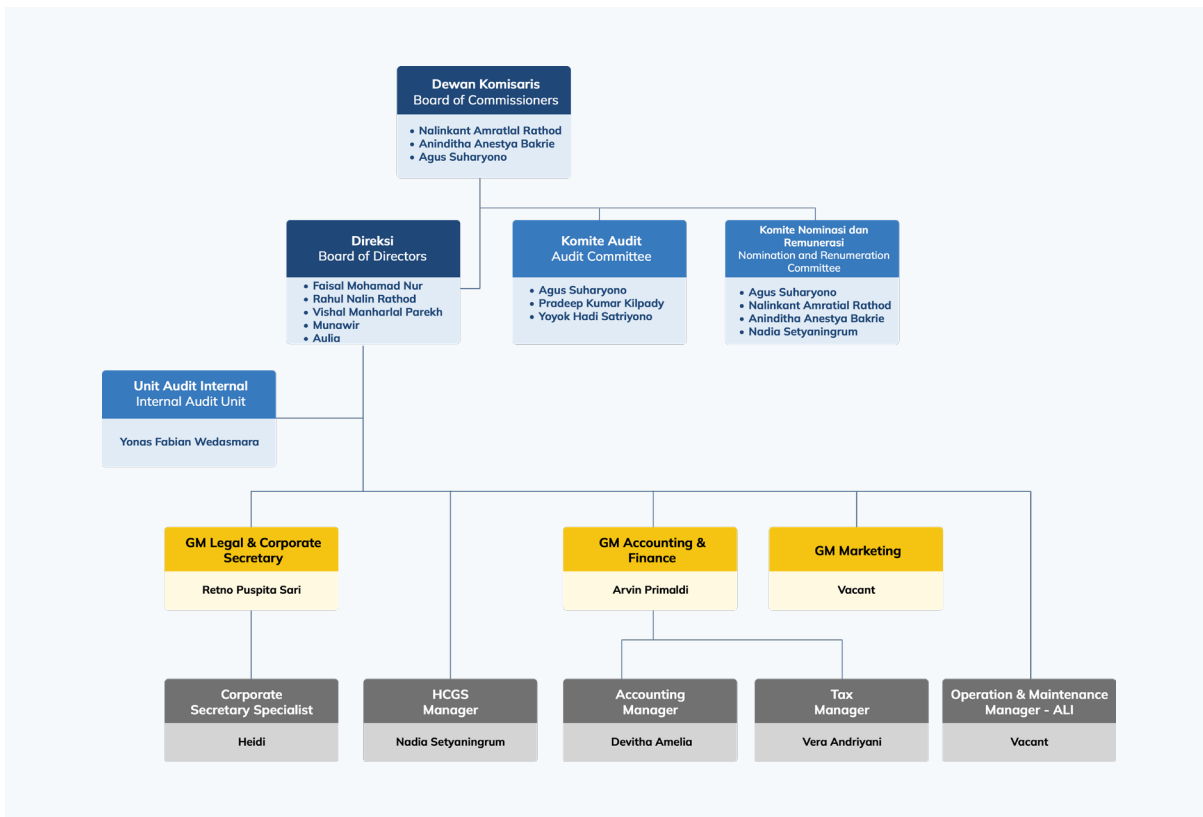 Dewan Komisaris
Board of Commissioners
• Nalinkant Amratlal Rathod
• Aninditha Anestya Bakrie
• Agus Suharyono
Direksi
Board of Directors
• Faisal Mohamad Nur
• Rahul Nalin Rathod
• Vishal Manharlal Parekh
• Munawir
• Aulia
Komite Audit
Audit Committee
• Agus Suharyono
• Pradeep Kumar Kilpady
• Yoyok Hadi Satriyono
Komite Nominasi dan
Remunerasi
Nomination and Renumeration
Committee
• Agus Suharyono
• Nalinkant Amratial Rathod
• Aninditha Anestya Bakrie
• Nadia Setyaningrum
Unit Audit Internal
Internal Audit Unit
Yonas Fabian Wedasmara
GM Legal & Corporate
Secretary
Retno Puspita Sari
GM Accounting &
Finance
Arvin Primaldi
GM Marketing
Vacant
Corporate
Secretary Specialist
Heidi
HCGS
Manager
Nadia Setyaningrum
Accounting
Manager
Devitha Amelia
Tax
Manager
Vera Andriyani
Operation & Maintenance
Manager - ALI
Vacant